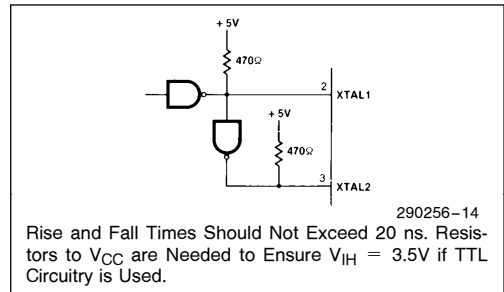 + 5V
470Ω
2
XTAL1
+ 5V
470Ω
3
XTAL2
290256–14
Rise and Fall Times Should Not Exceed 20 ns. Resis-
tors to VCC are Needed to Ensure VIH = 3.5V if TTL
Circuitry is Used.